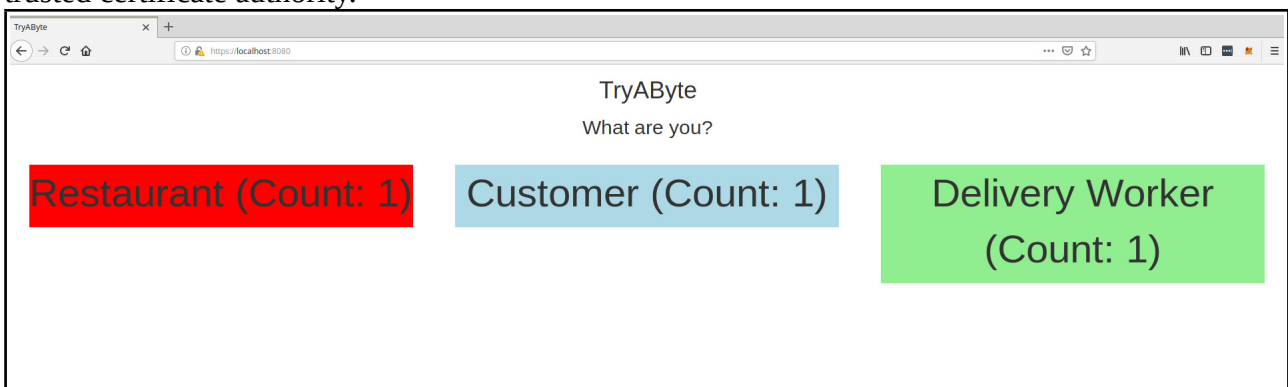 trusted certificate authority.
TryAByte
https://localhost:8080
TryAByte
What are you?
Restaurant (Count: 1)
Customer (Count: 1)
Delivery Worker
(Count: 1)